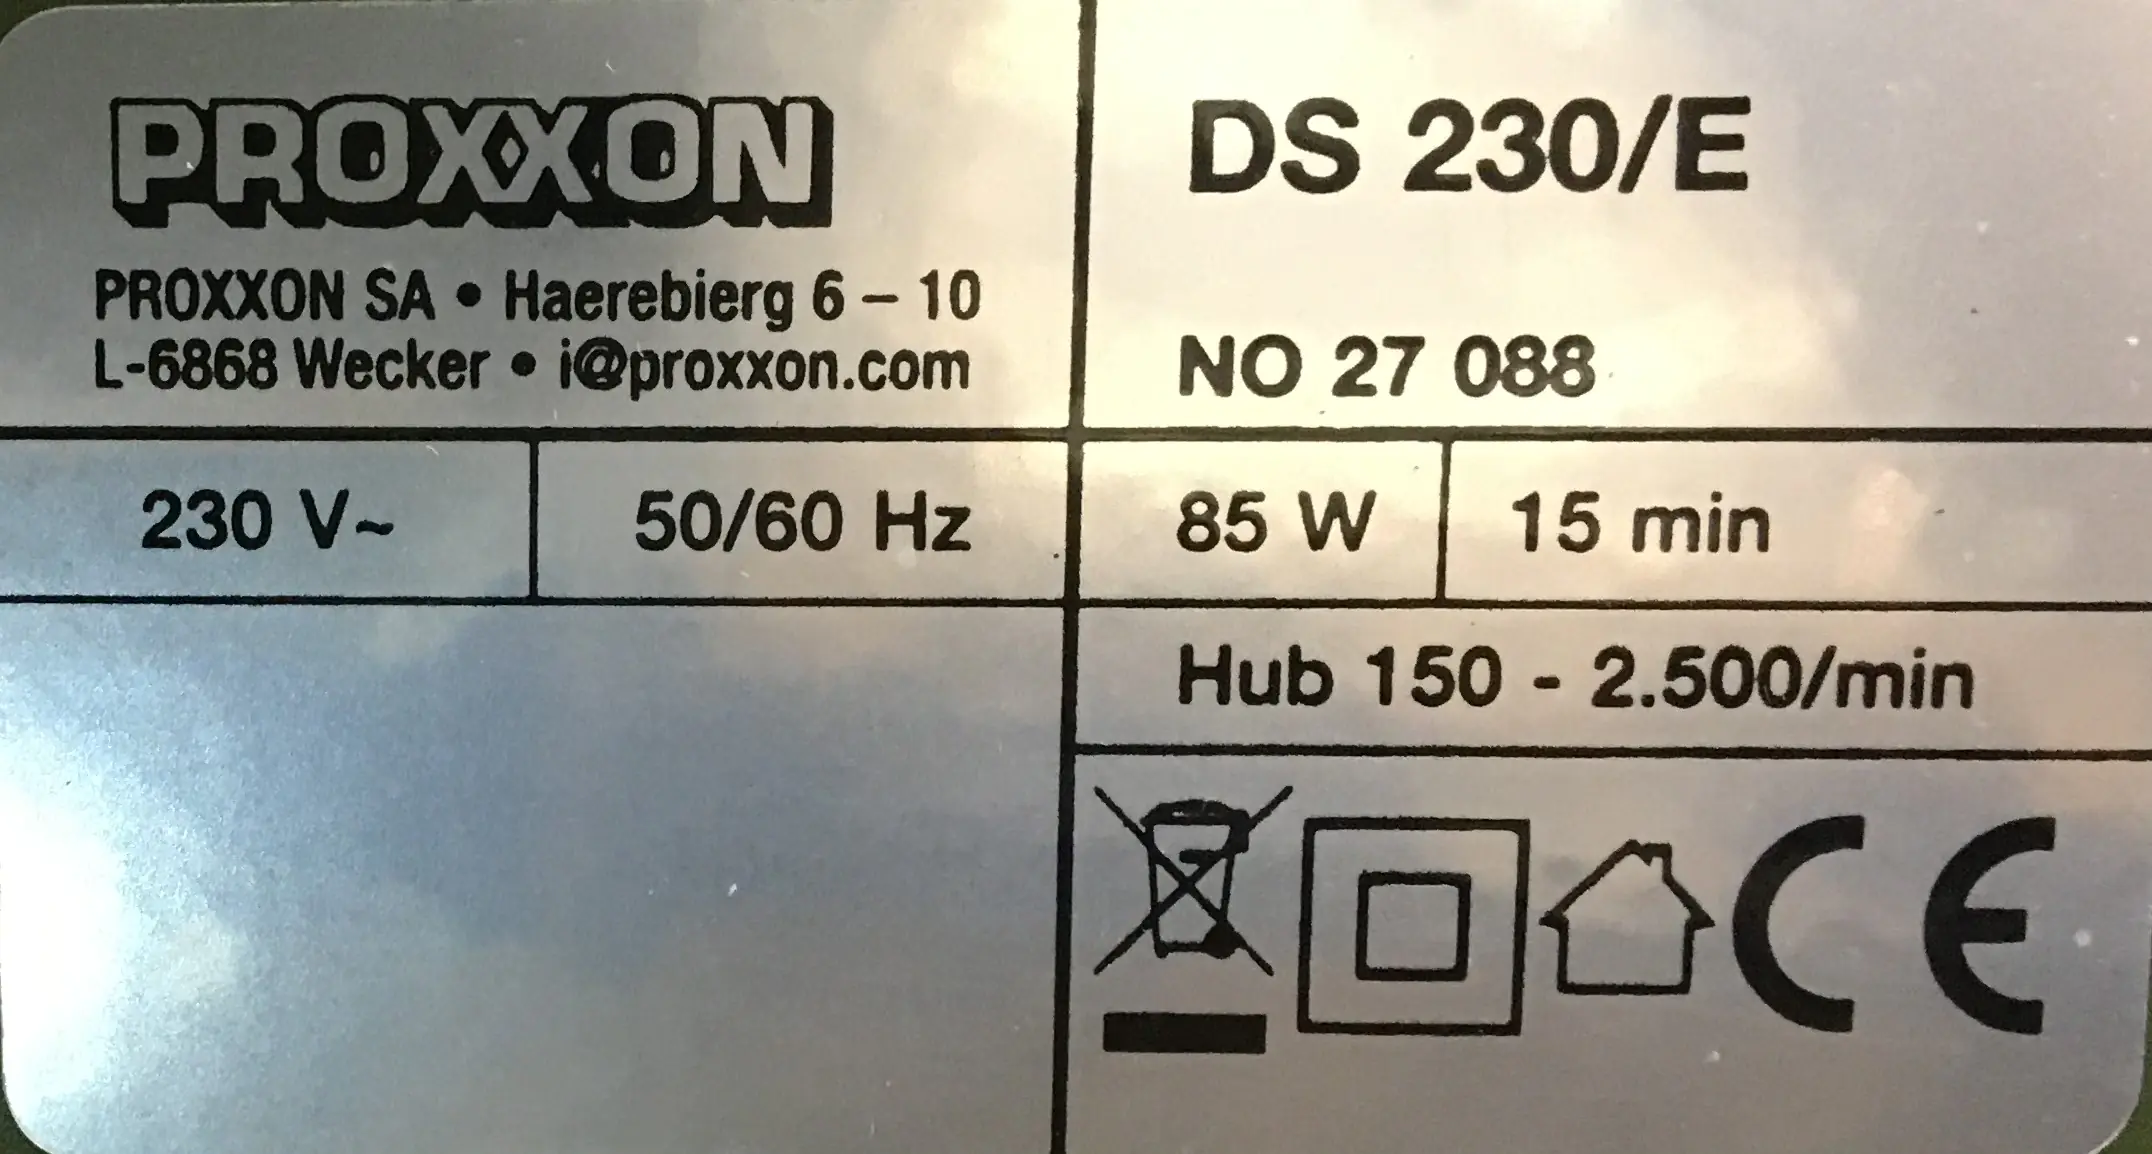 PROXXON
PROXXON SA • Haerebierg 6 – 10
L-6868 Wecker • i@proxxon.com
DS 230/E
NO 27 088
230 V~
50/60 Hz
85 W
15 min
Hub 150 - 2.500/min
CE